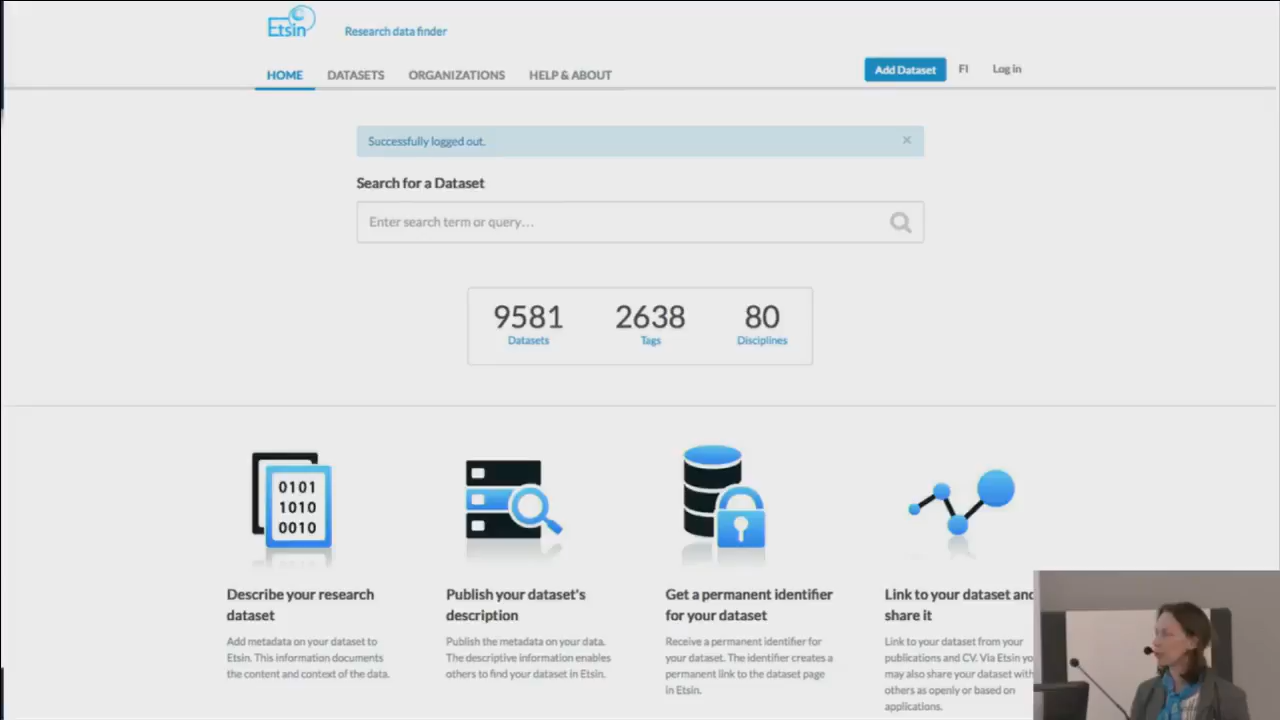 Etsin
Research data finder
HOME DATASETS ORGANIZATIONS HELP & ABOUT Add Dataset FI Log in
Successfully logged out. ×
Search for a Dataset
Enter search term or query...
9581 2638 80
Datasets Tags Disciplines
0101
1010
0010
Describe your research
dataset
Add metadata on your dataset to
Etsin. This information documents
the content and context of the data.
Publish your dataset's
description
Publish the metadata on your data.
The descriptive information enables
others to find your dataset in Etsin.
Get a permanent identifier
for your dataset
Receive a permanent identifier for
your dataset. The identifier creates a
permanent link to the dataset page
in Etsin.
Link to your dataset and
share it
Link to your dataset from your
publications and CV. Via Etsin you
may also share your dataset with
others as openly or based on
applications.